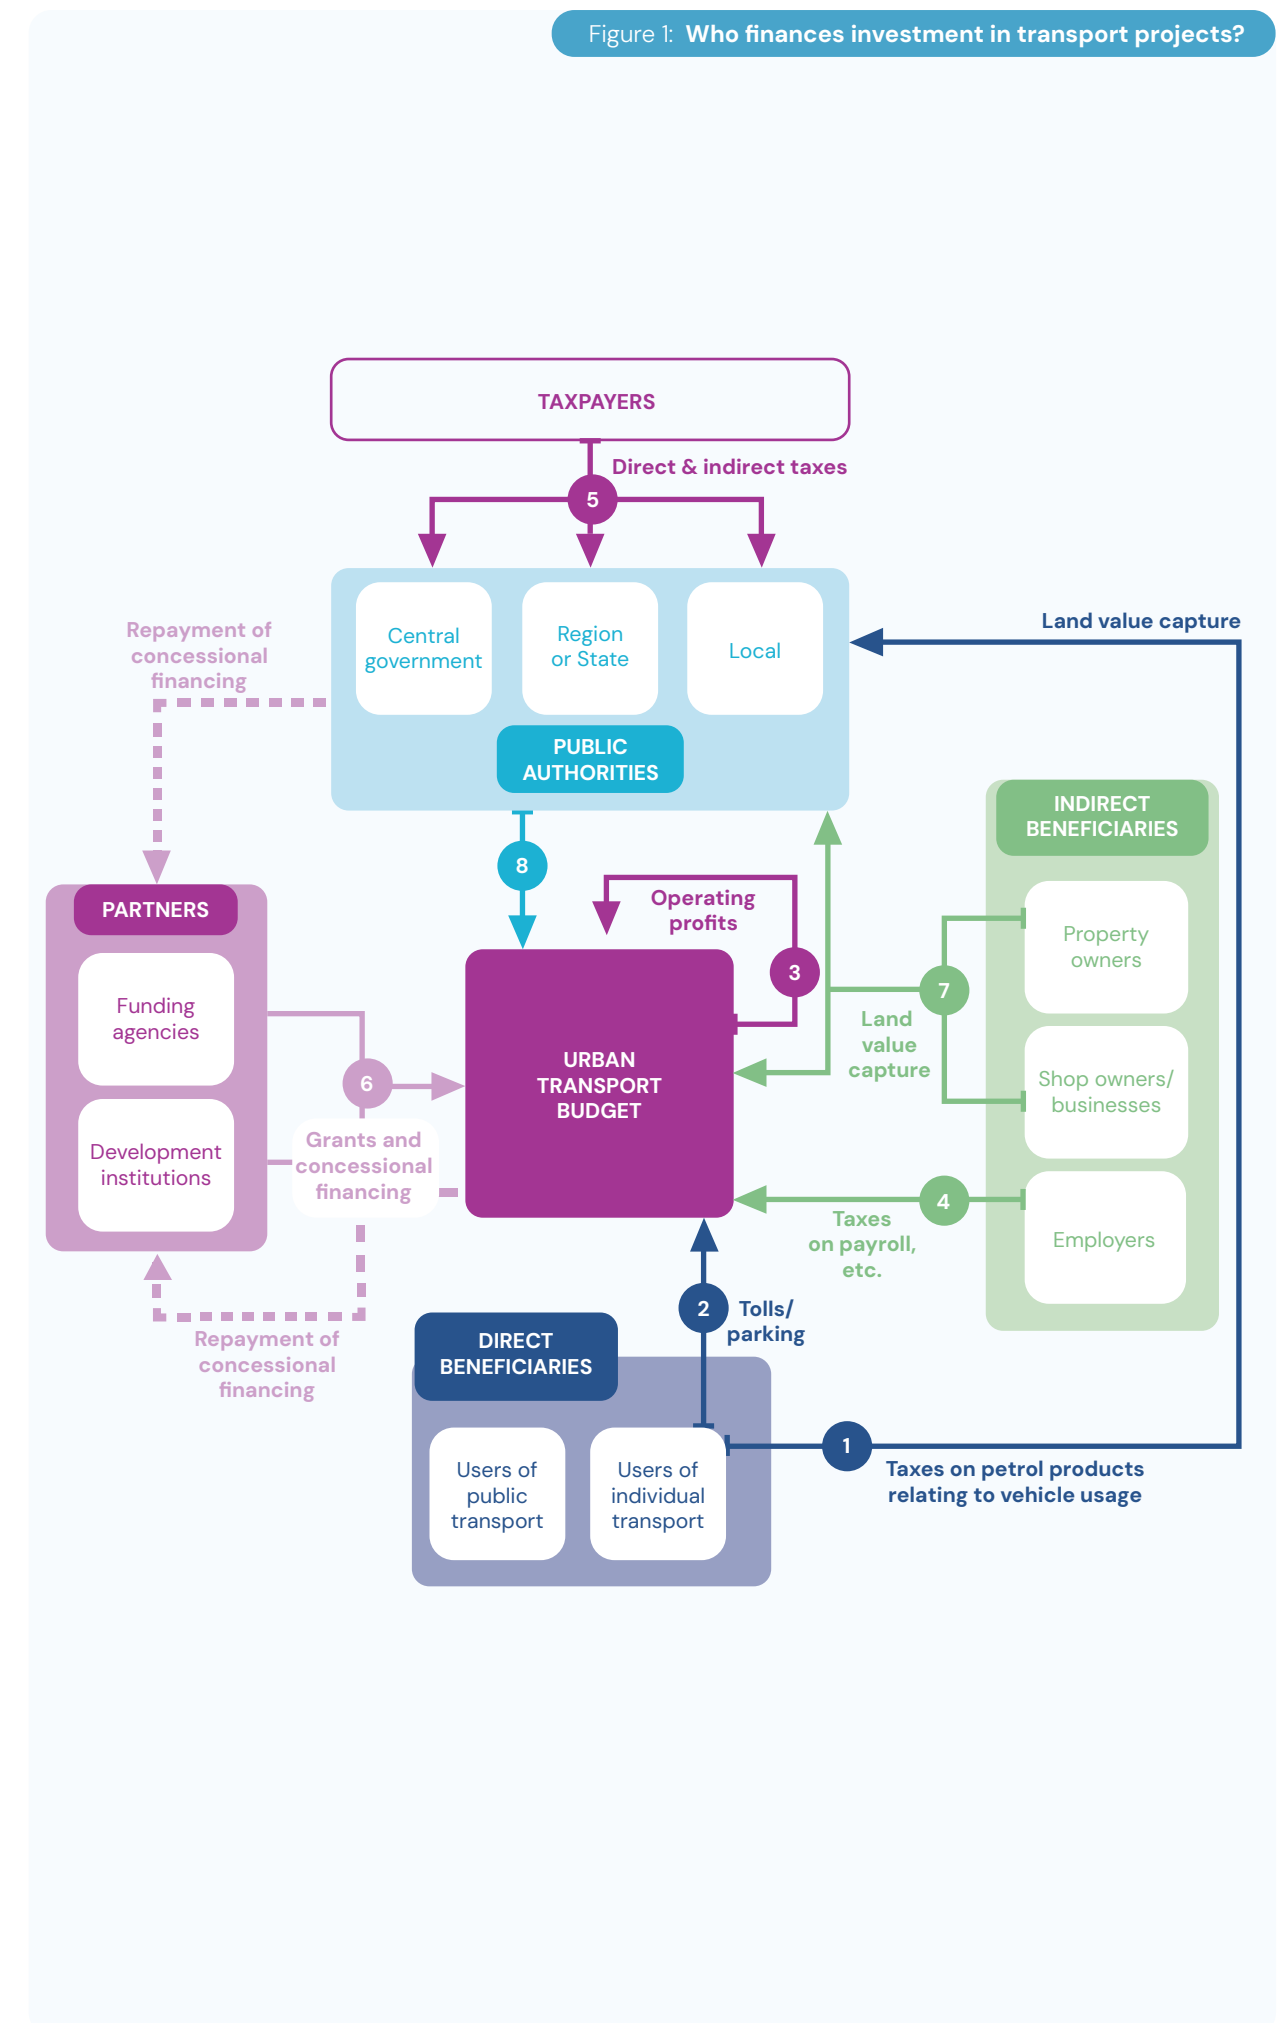 Figure 1: Who finances investment in transport projects?
TAXPAYERS
Direct & indirect taxes
5
Central
government
Region
or State
Local
PUBLIC
AUTHORITIES
Land value capture
Repayment of
concessional
financing
8
INDIRECT
BENEFICIARIES
Property
owners
Shop owners/
businesses
Employers
PARTNERS
Funding
agencies
Development
institutions
Operating
profits
3
7
Land
value
capture
URBAN
TRANSPORT
BUDGET
6
Grants and
concessional
financing
4
Taxes
on payroll,
etc.
Repayment of
concessional
financing
2
Tolls/
parking
DIRECT
BENEFICIARIES
Users of
public
transport
Users of
individual
transport
1
Taxes on petrol products
relating to vehicle usage